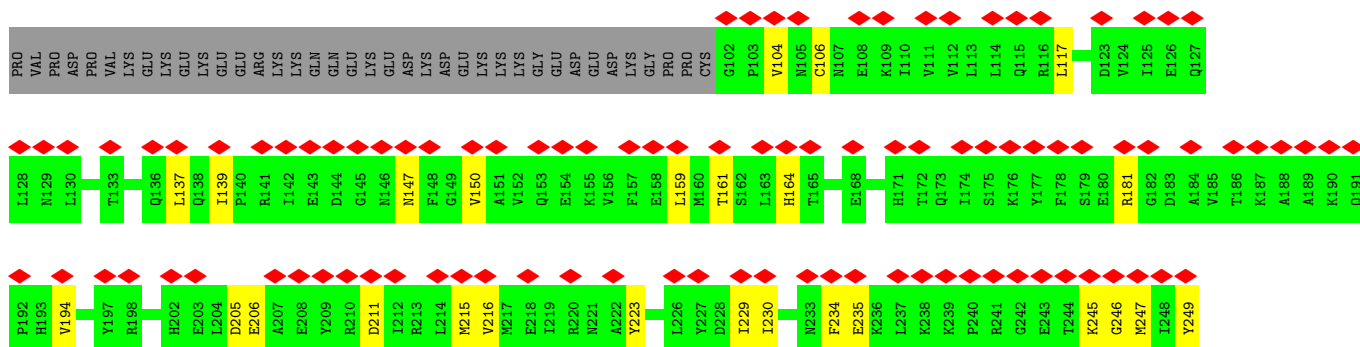 PRO VAL PRO ASP PRO VAL LYS GLU LYS GLU LYS GLU GLU ARG LYS LYS GLN GLN GLU LYS GLU ASP LYS ASP GLU LYS LYS LYS GLY GLU ASP GLU ASP LYS GLY PRO PRO CYS G102 P103 V104 N105 C106 N107 E108 K109 I110 V111 V112 L113 L114 Q115 R116 L117 D123 V124 I125 E126 Q127
L128 N129 L130 T133 Q136 L137 Q138 I139 P140 R141 I142 E143 D144 G145 N146 N147 F148 G149 V150 A151 V152 Q153 E154 K155 V156 F157 E158 L159 M160 T161 S162 L163 H164 T165 E168 H171 T172 Q173 I174 S175 K176 Y177 F178 S179 E180 R181 G182 D183 A184 V185 T186 K187 A188 A189 K190 Q191
P192 H193 V194 Y197 R198 H202 E203 L204 D205 E206 A207 E208 Y209 R210 D211 I212 R213 L214 M215 V216 M217 E218 I219 R220 N221 A222 Y223 L226 Y227 D228 I229 I230 N233 F234 E235 K236 L237 K238 K239 P240 R241 G242 E243 T244 K245 G246 M247 I248 Y249